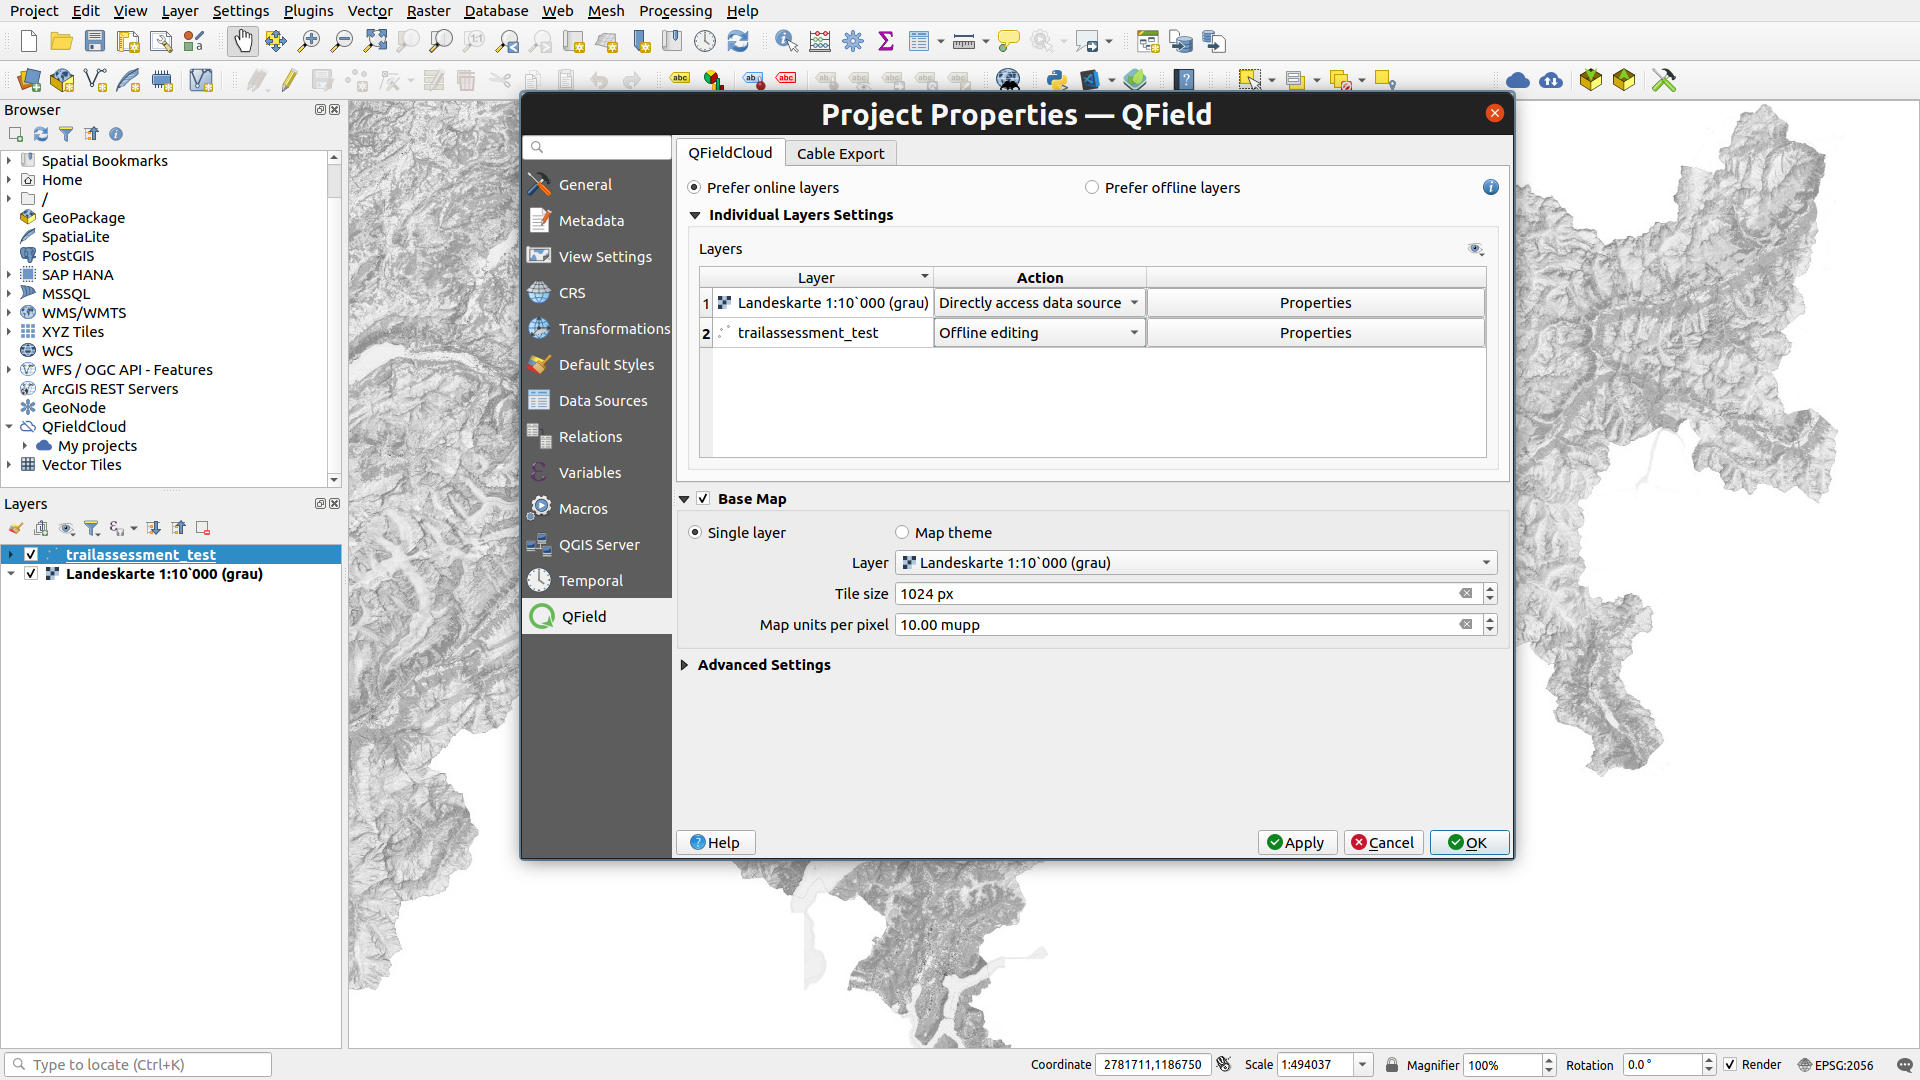 Project Edit View Layer Settings Plugins Vector Raster Database Web Mesh Processing Help
abc abc abc
Browser
Spatial Bookmarks
Home
/
GeoPackage
SpatiaLite
PostGIS
SAP HANA
MSSQL
WMS/WMTS
XYZ Tiles
WCS
WFS / OGC API - Features
ArcGIS REST Servers
GeoNode
QFieldCloud
My projects
Vector Tiles
Layers
trailassessment_test
Landeskarte 1:10`000 (grau)
Project Properties — QField
General
Metadata
View Settings
CRS
Transformations
Default Styles
Data Sources
Relations
Variables
Macros
QGIS Server
Temporal
QField
QFieldCloud Cable Export
Prefer online layers Prefer offline layers
Individual Layers Settings
Layers
Layer Action
1 Landeskarte 1:10`000 (grau) Directly access data source Properties
2 trailassessment_test Offline editing Properties
Base Map
Single layer Map theme
Layer Landeskarte 1:10`000 (grau)
Tile size 1024 px
Map units per pixel 10.00 mupp
Advanced Settings
Help Apply Cancel OK
Type to locate (Ctrl+K) Coordinate 2781711,1186750 Scale 1:494037 Magnifier 100% Rotation 0.0 ° Render EPSG:2056